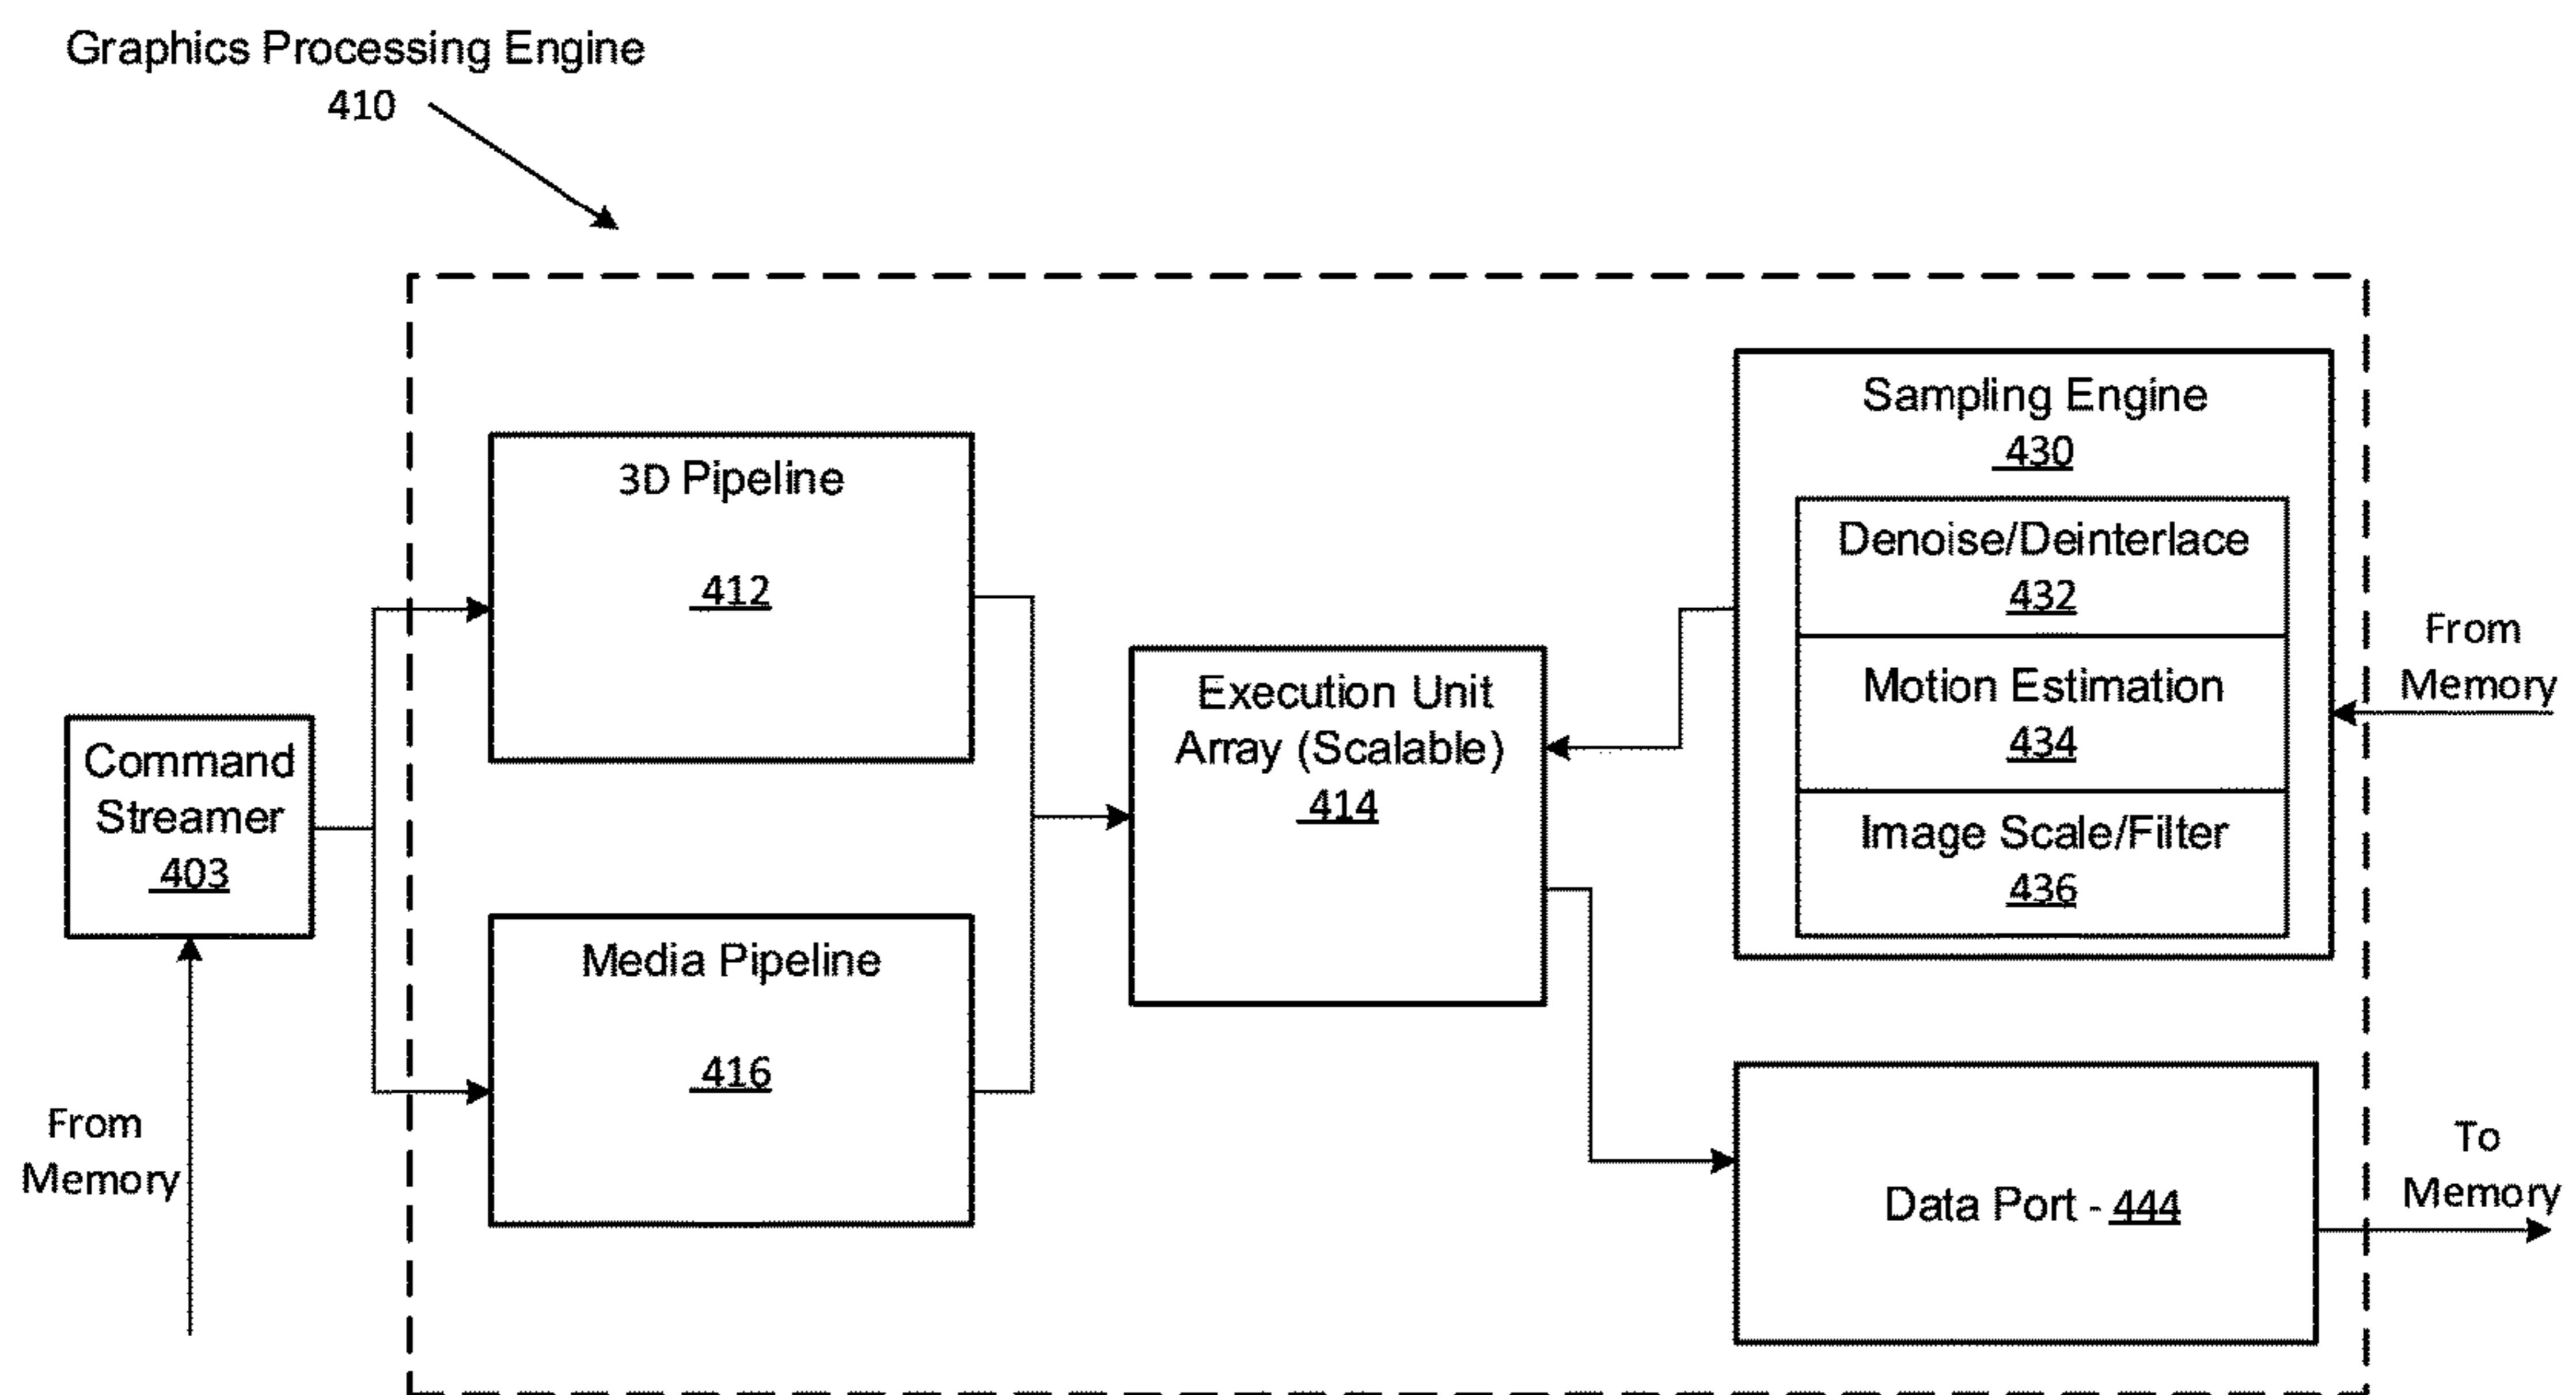 Graphics Processing Engine
410
3D Pipeline
412
Media Pipeline
416
Command
Streamer
403
From
Memory
Execution Unit
Array (Scalable)
414
Sampling Engine
430
Denoise/Deinterlace
432
Motion Estimation
434
Image Scale/Filter
436
From
Memory
Data Port - 444
To
Memory